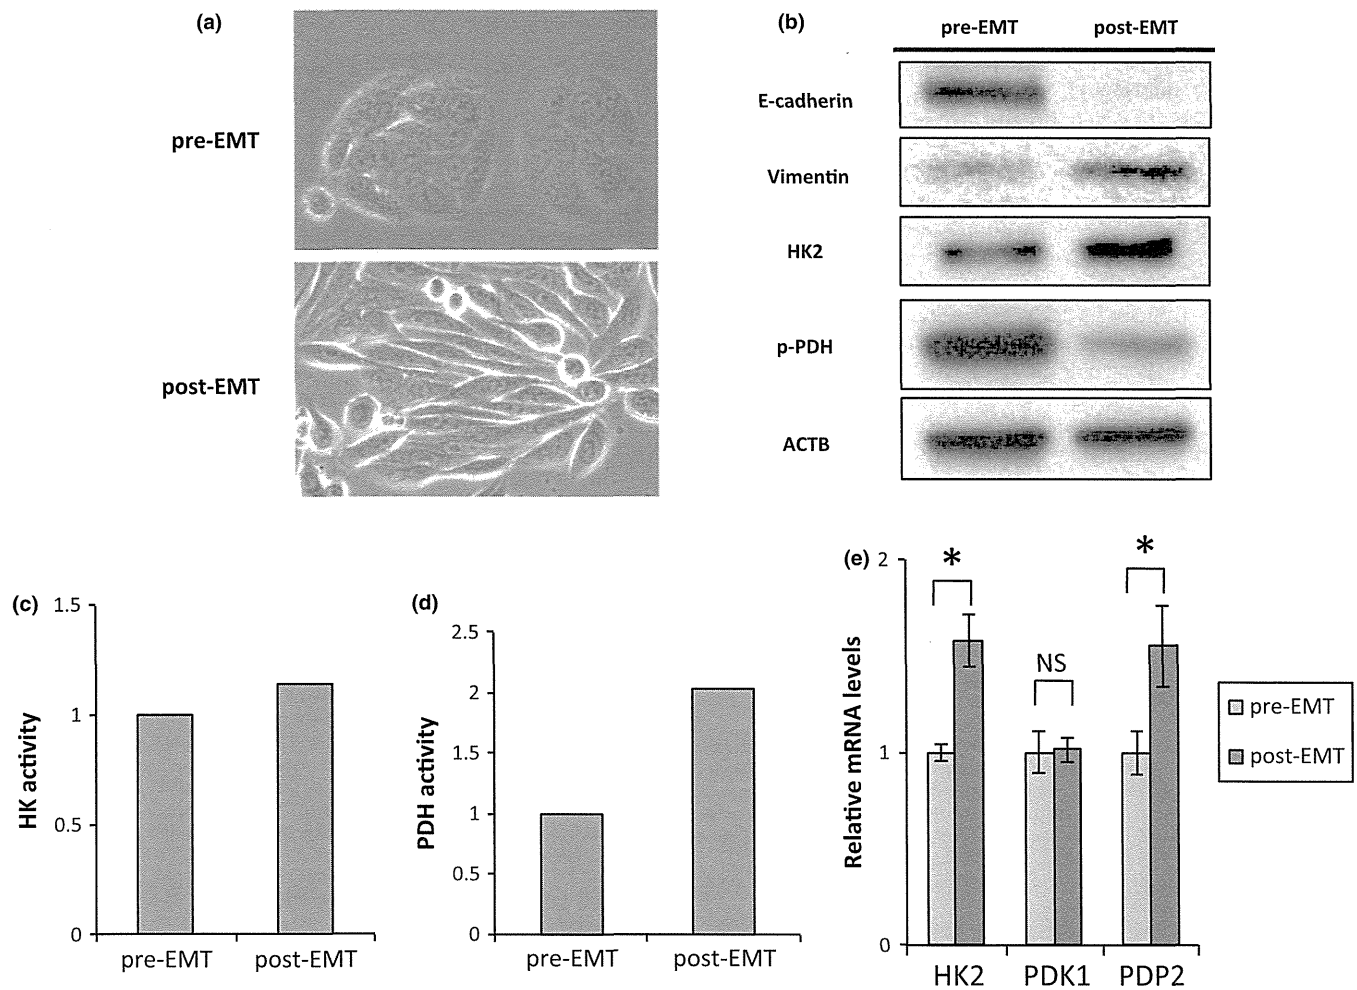 (a)
pre-EMT
post-EMT
(b)
pre-EMT post-EMT
E-cadherin
Vimentin
HK2
p-PDH
ACTB
(c)
HK activity
1.5
1
0.5
0
pre-EMT post-EMT
(d)
PDH activity
2.5
2
1.5
1
0.5
0
pre-EMT post-EMT
(e)
Relative mRNA levels
2
1
0
*
NS
*
HK2 PDK1 PDP2
pre-EMT
post-EMT